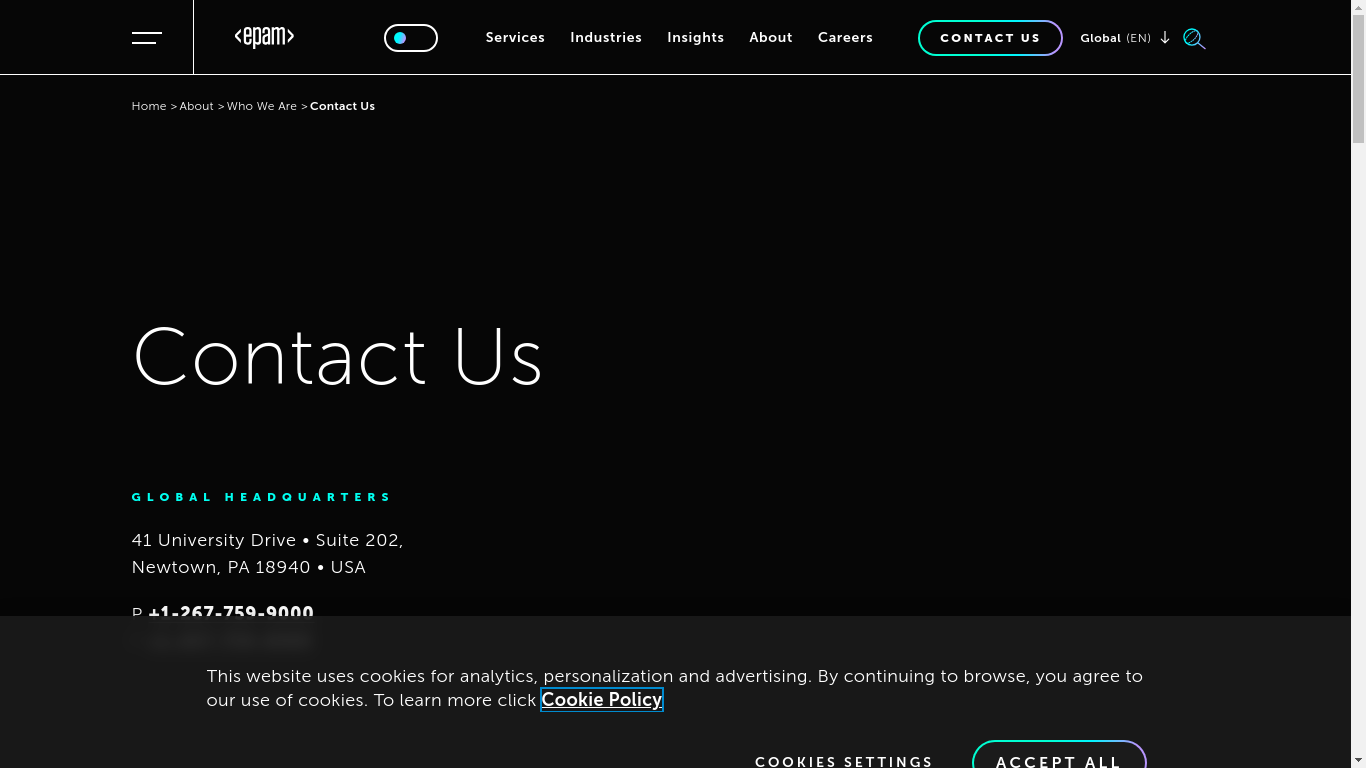 <epam>
Services Industries Insights About Careers CONTACT US Global (EN)
Home > About > Who We Are > Contact Us
Contact Us
GLOBAL HEADQUARTERS
41 University Drive • Suite 202,
Newtown, PA 18940 • USA
P +1-267-759-9000
This website uses cookies for analytics, personalization and advertising. By continuing to browse, you agree to
our use of cookies. To learn more click Cookie Policy
COOKIES SETTINGS ACCEPT ALL